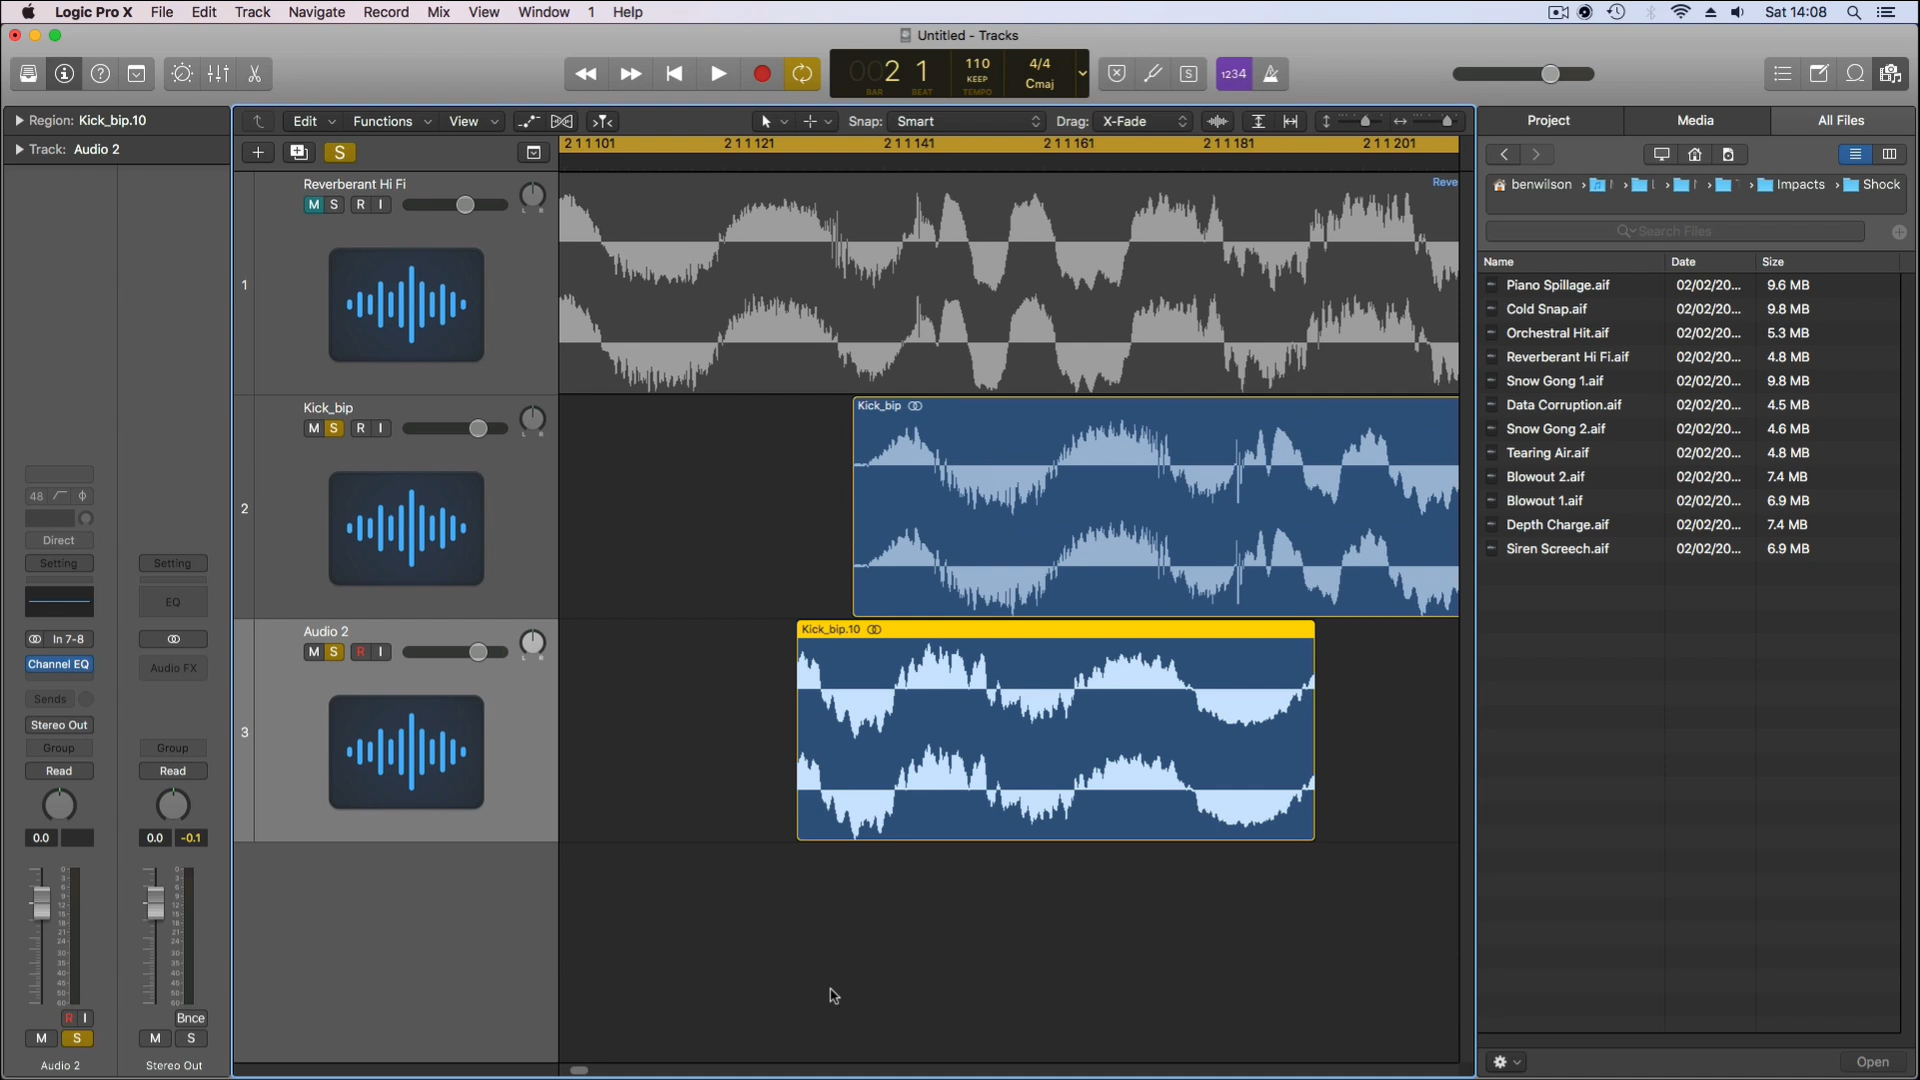 Logic Pro X File Edit Track Navigate Record Mix View Window 1 Help Sat 14:08
Untitled - Tracks
002 1 110 4/4
KEEP Cmaj
BAR BEAT TEMPO
1234
Region: Kick_bip.10
Track: Audio 2
Edit Functions View Snap: Smart Drag: X-Fade
S
2 1 1 101 2 1 1 121 2 1 1 141 2 1 1 161 2 1 1 181 2 1 1 201
Project Media All Files
benwilson Impacts Shock
Search Files
Name Date Size
Piano Spillage.aif 02/02/20... 9.6 MB
Cold Snap.aif 02/02/20... 9.8 MB
Orchestral Hit.aif 02/02/20... 5.3 MB
Reverberant Hi Fi.aif 02/02/20... 4.8 MB
Snow Gong 1.aif 02/02/20... 9.8 MB
Data Corruption.aif 02/02/20... 4.5 MB
Snow Gong 2.aif 02/02/20... 4.6 MB
Tearing Air.aif 02/02/20... 4.8 MB
Blowout 2.aif 02/02/20... 7.4 MB
Blowout 1.aif 02/02/20... 6.9 MB
Depth Charge.aif 02/02/20... 7.4 MB
Siren Screech.aif 02/02/20... 6.9 MB
Open
Reverberant Hi Fi
M S R I
L R
1
Reve
Kick_bip
M S R I
L R
2
Kick_bip
Audio 2
M S R I
L R
3
Kick_bip.10
48
Direct
Setting Setting
EQ
In 7-8
Channel EQ Audio FX
Sends
Stereo Out
Group Group
Read Read
0.0 0.0 -0.1
R I Bnce
M S M S
Audio 2 Stereo Out